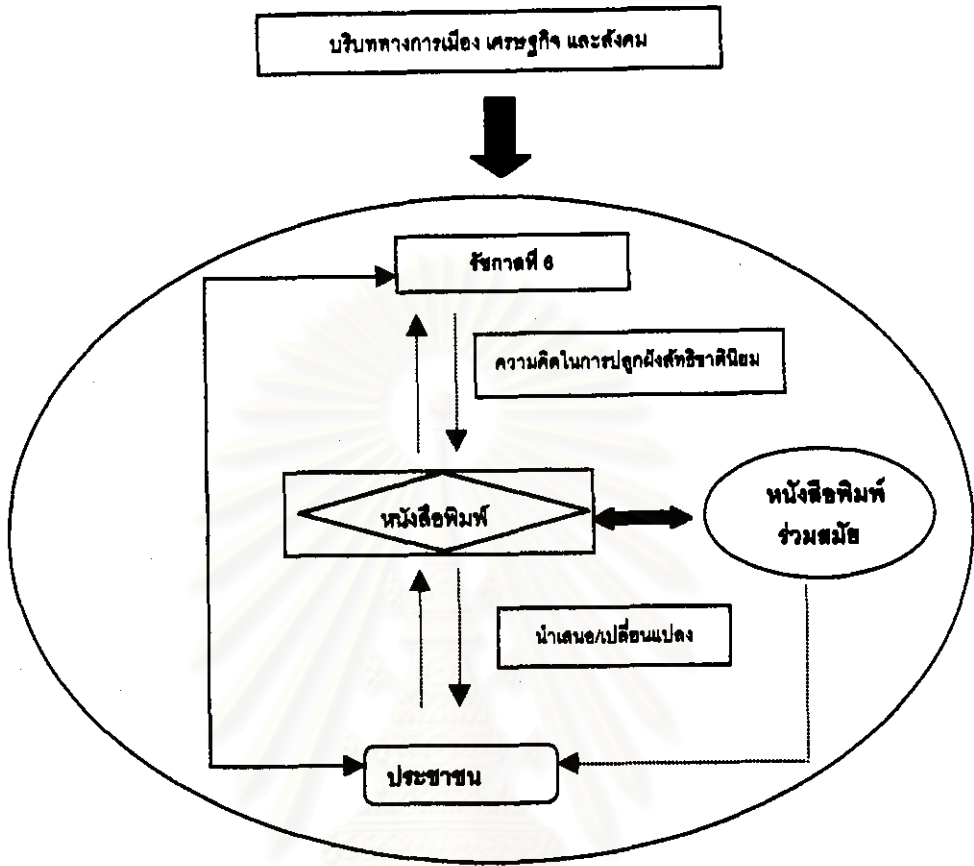 บริบททางการเมือง เศรษฐกิจ และสังคม
รัชกาลที่ 6
ความคิดในการปลูกฝังลัทธิชาตินิยม
หนังสือพิมพ์
หนังสือพิมพ์
ร่วมสมัย
นำเสนอ/เปลี่ยนแปลง
ประชาชน